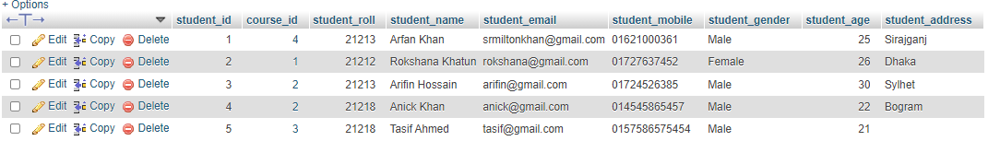 + Options
←T→ student_id course_id student_roll student_name student_email student_mobile student_gender student_age student_address
Edit Copy Delete 1 4 21213 Arfan Khan srmiltonkhan@gmail.com 01621000361 Male 25 Sirajganj
Edit Copy Delete 2 1 21212 Rokshana Khatun rokshana@gmail.com 01727637452 Female 26 Dhaka
Edit Copy Delete 3 2 21213 Arifin Hossain arifin@gmail.com 01724526385 Male 30 Sylhet
Edit Copy Delete 4 2 21218 Anick Khan anick@gmail.com 014545865457 Male 22 Bogram
Edit Copy Delete 5 3 21218 Tasif Ahmed tasif@gmail.com 0157586575454 Male 21